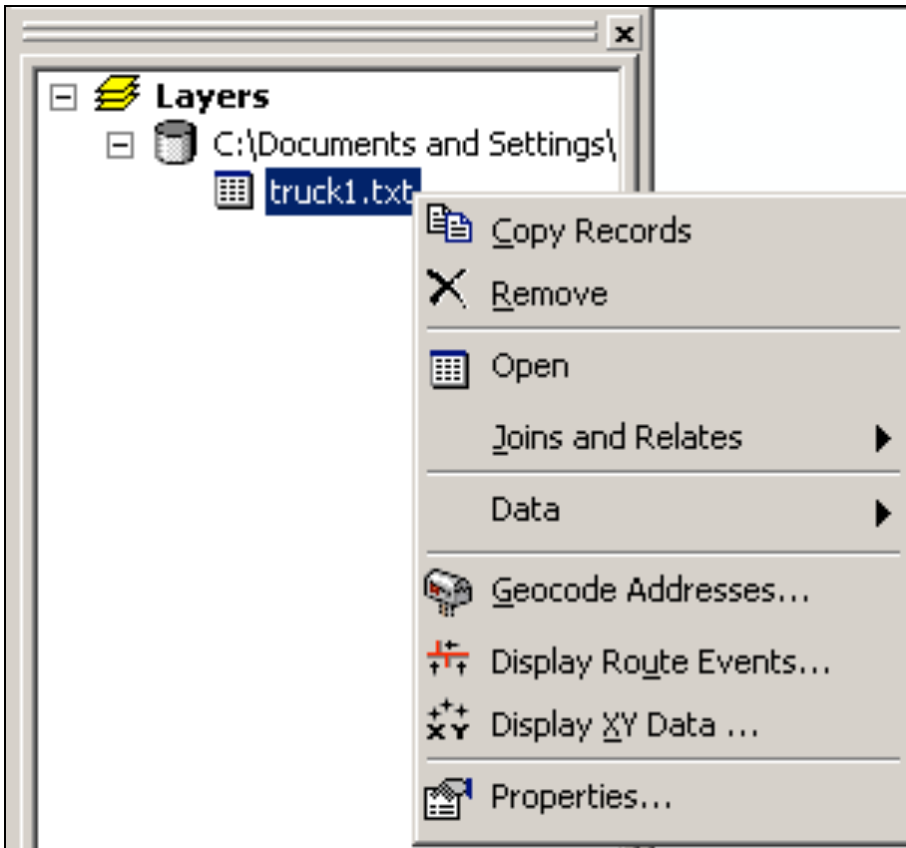 Layers
C:\Documents and Settings\
truck1.txt
Copy Records
Remove
Open
Joins and Relates
Data
Geocode Addresses...
Display Route Events...
Display XY Data ...
Properties...